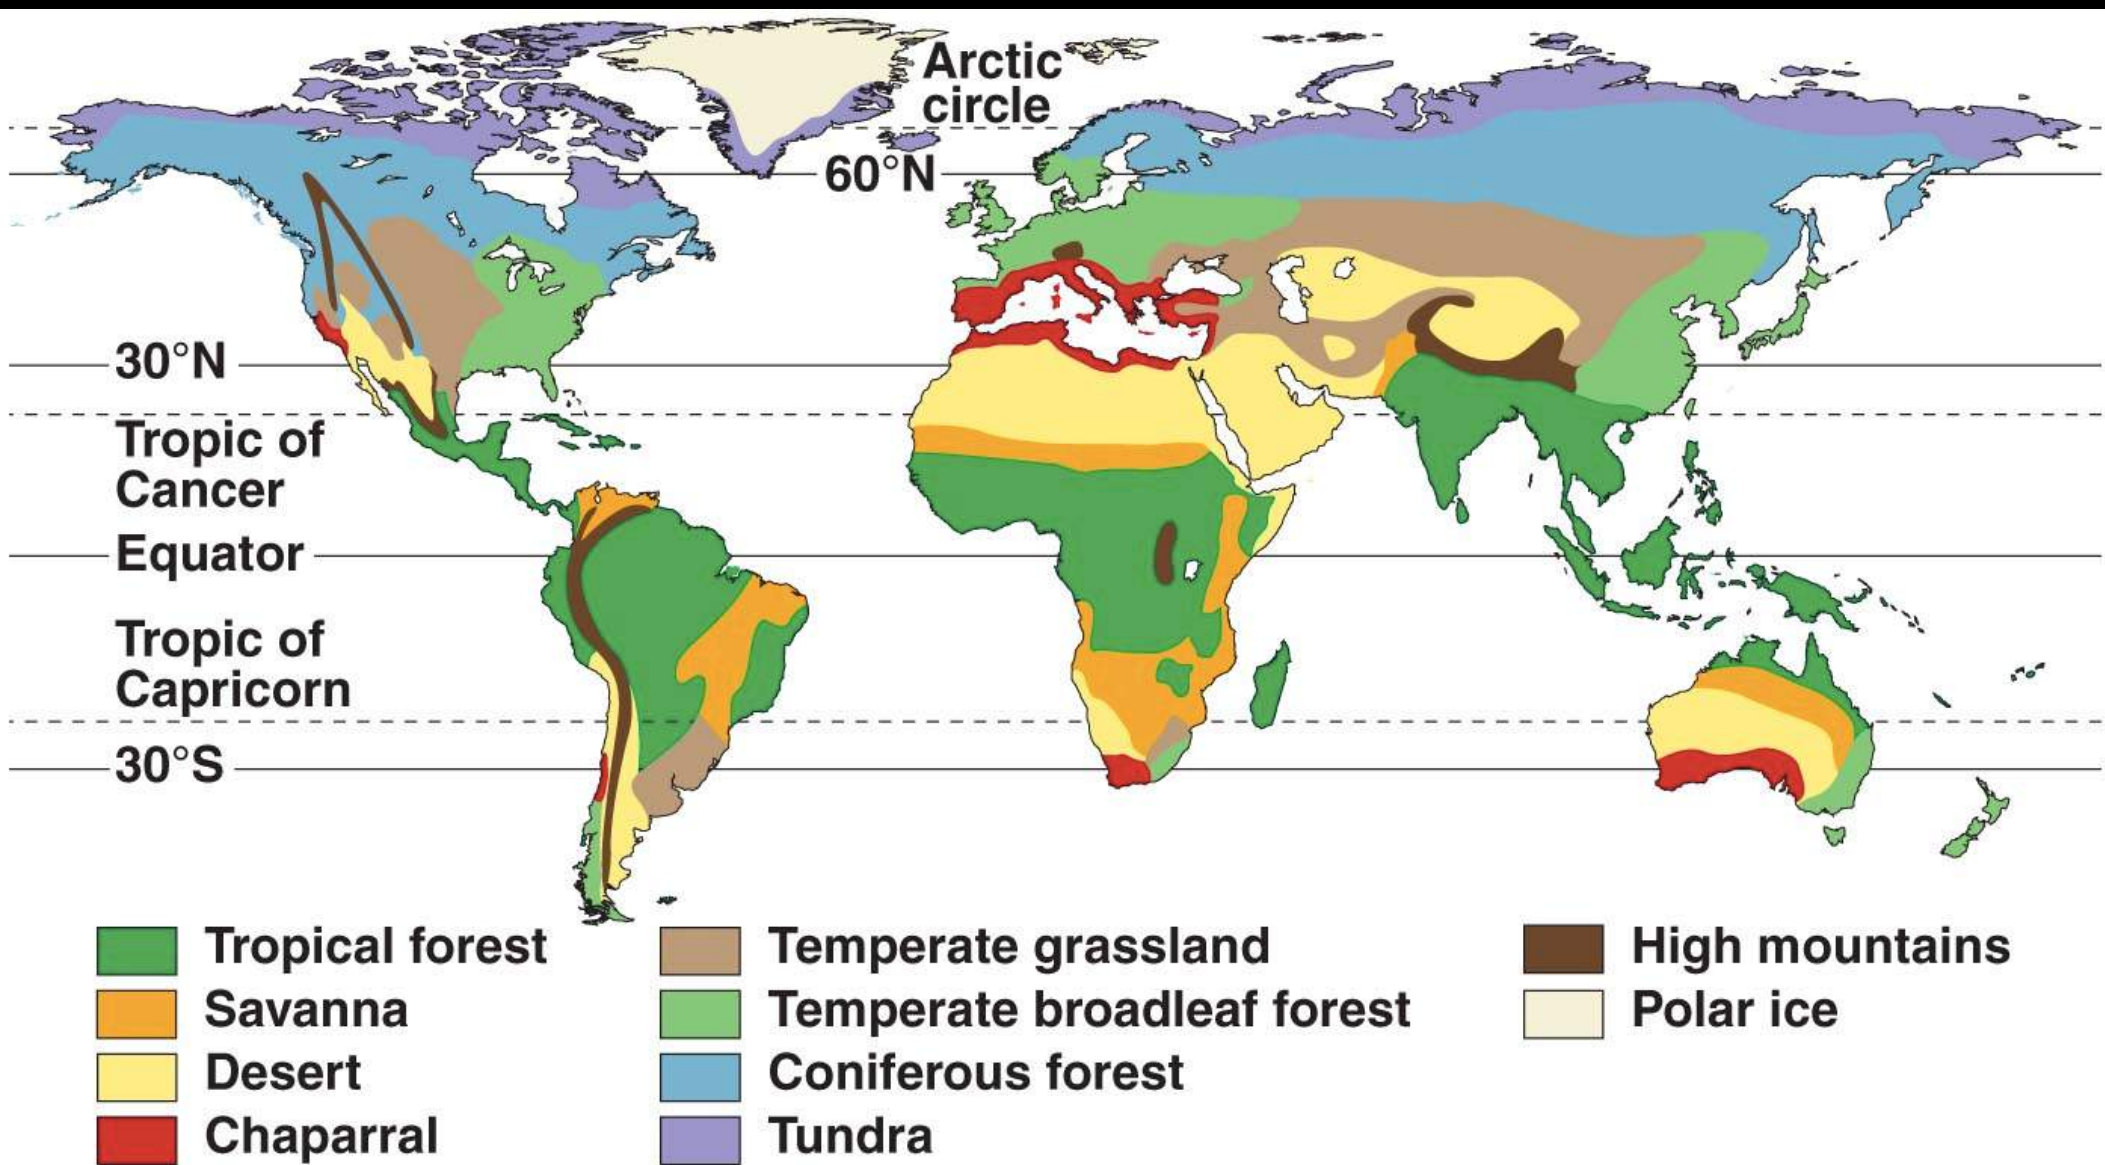 Arctic
circle
60°N
30°N
Tropic of
Cancer
Equator
Tropic of
Capricorn
30°S
Tropical forest
Savanna
Desert
Chaparral
Temperate grassland
Temperate broadleaf forest
Coniferous forest
Tundra
High mountains
Polar ice